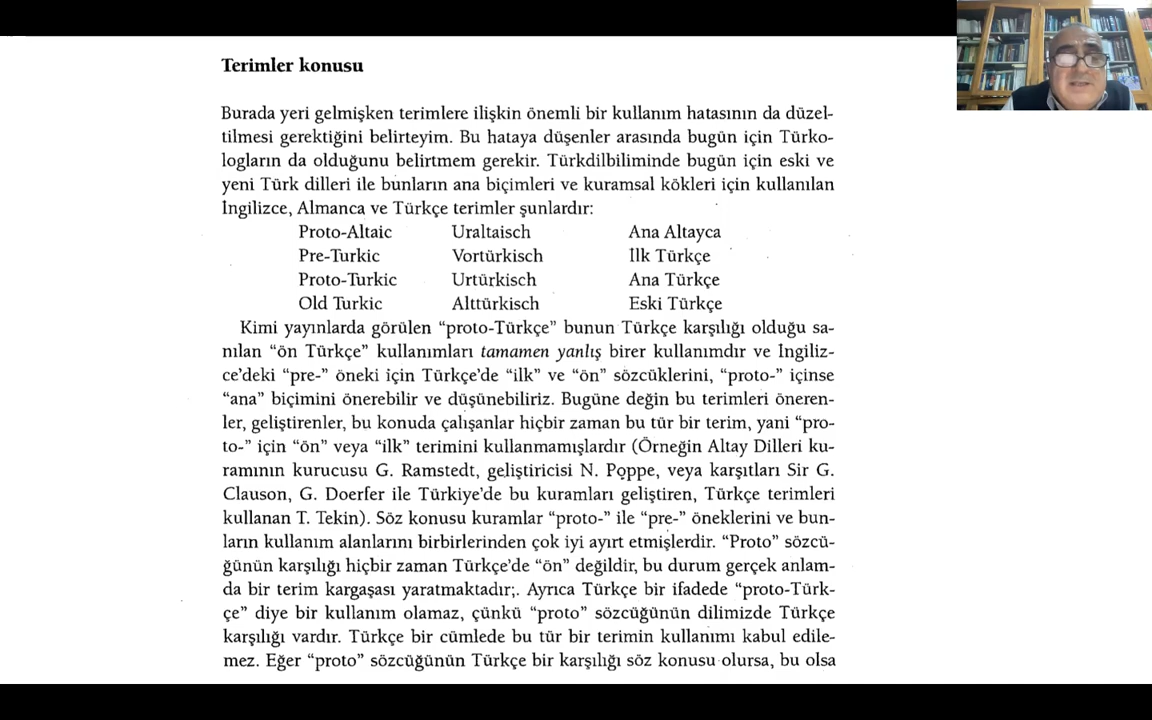 Terimler konusu
Burada yeri gelmişken terimlere ilişkin önemli bir kullanım hatasının da düzel-
tilmesi gerektiğini belirteyim. Bu hataya düşenler arasında bugün için Türko-
logların da olduğunu belirtmem gerekir. Türkdilbiliminde bugün için eski ve
yeni Türk dilleri ile bunların ana biçimleri ve kuramsal kökleri için kullanılan
İngilizce, Almanca ve Türkçe terimler şunlardır:
Proto-Altaic Uraltaisch Ana Altayca
Pre-Turkic Vortürkisch İlk Türkçe
Proto-Turkic Urtürkisch Ana Türkçe
Old Turkic Alttürkisch Eski Türkçe
Kimi yayınlarda görülen “proto-Türkçe” bunun Türkçe karşılığı olduğu sa-
nılan “ön Türkçe” kullanımları tamamen yanlış birer kullanımdır ve İngiliz-
ce’deki “pre-” öneki için Türkçe’de “ilk” ve “ön” sözcüklerini, “proto-” içinse
“ana” biçimini önerebilir ve düşünebiliriz. Bugüne değin bu terimleri öneren-
ler, geliştirenler, bu konuda çalışanlar hiçbir zaman bu tür bir terim, yani “pro-
to-” için “ön” veya “ilk” terimini kullanmamışlardır (Örneğin Altay Dilleri ku-
ramının kurucusu G. Ramstedt, geliştiricisi N. Poppe, veya karşıtları Sir G.
Clauson, G. Doerfer ile Türkiye’de bu kuramları geliştiren, Türkçe terimleri
kullanan T. Tekin). Söz konusu kuramlar “proto-” ile “pre-” öneklerini ve bun-
ların kullanım alanlarını birbirlerinden çok iyi ayırt etmişlerdir. “Proto” sözcü-
ğünün karşılığı hiçbir zaman Türkçe’de “ön” değildir, bu durum gerçek anlam-
da bir terim kargaşası yaratmaktadır;. Ayrıca Türkçe bir ifadede “proto-Türk-
çe” diye bir kullanım olamaz, çünkü “proto” sözcüğünün dilimizde Türkçe
karşılığı vardır. Türkçe bir cümlede bu tür bir terimin kullanımı kabul edile-
mez. Eğer “proto” sözcüğünün Türkçe bir karşılığı söz konusu olursa, bu olsa